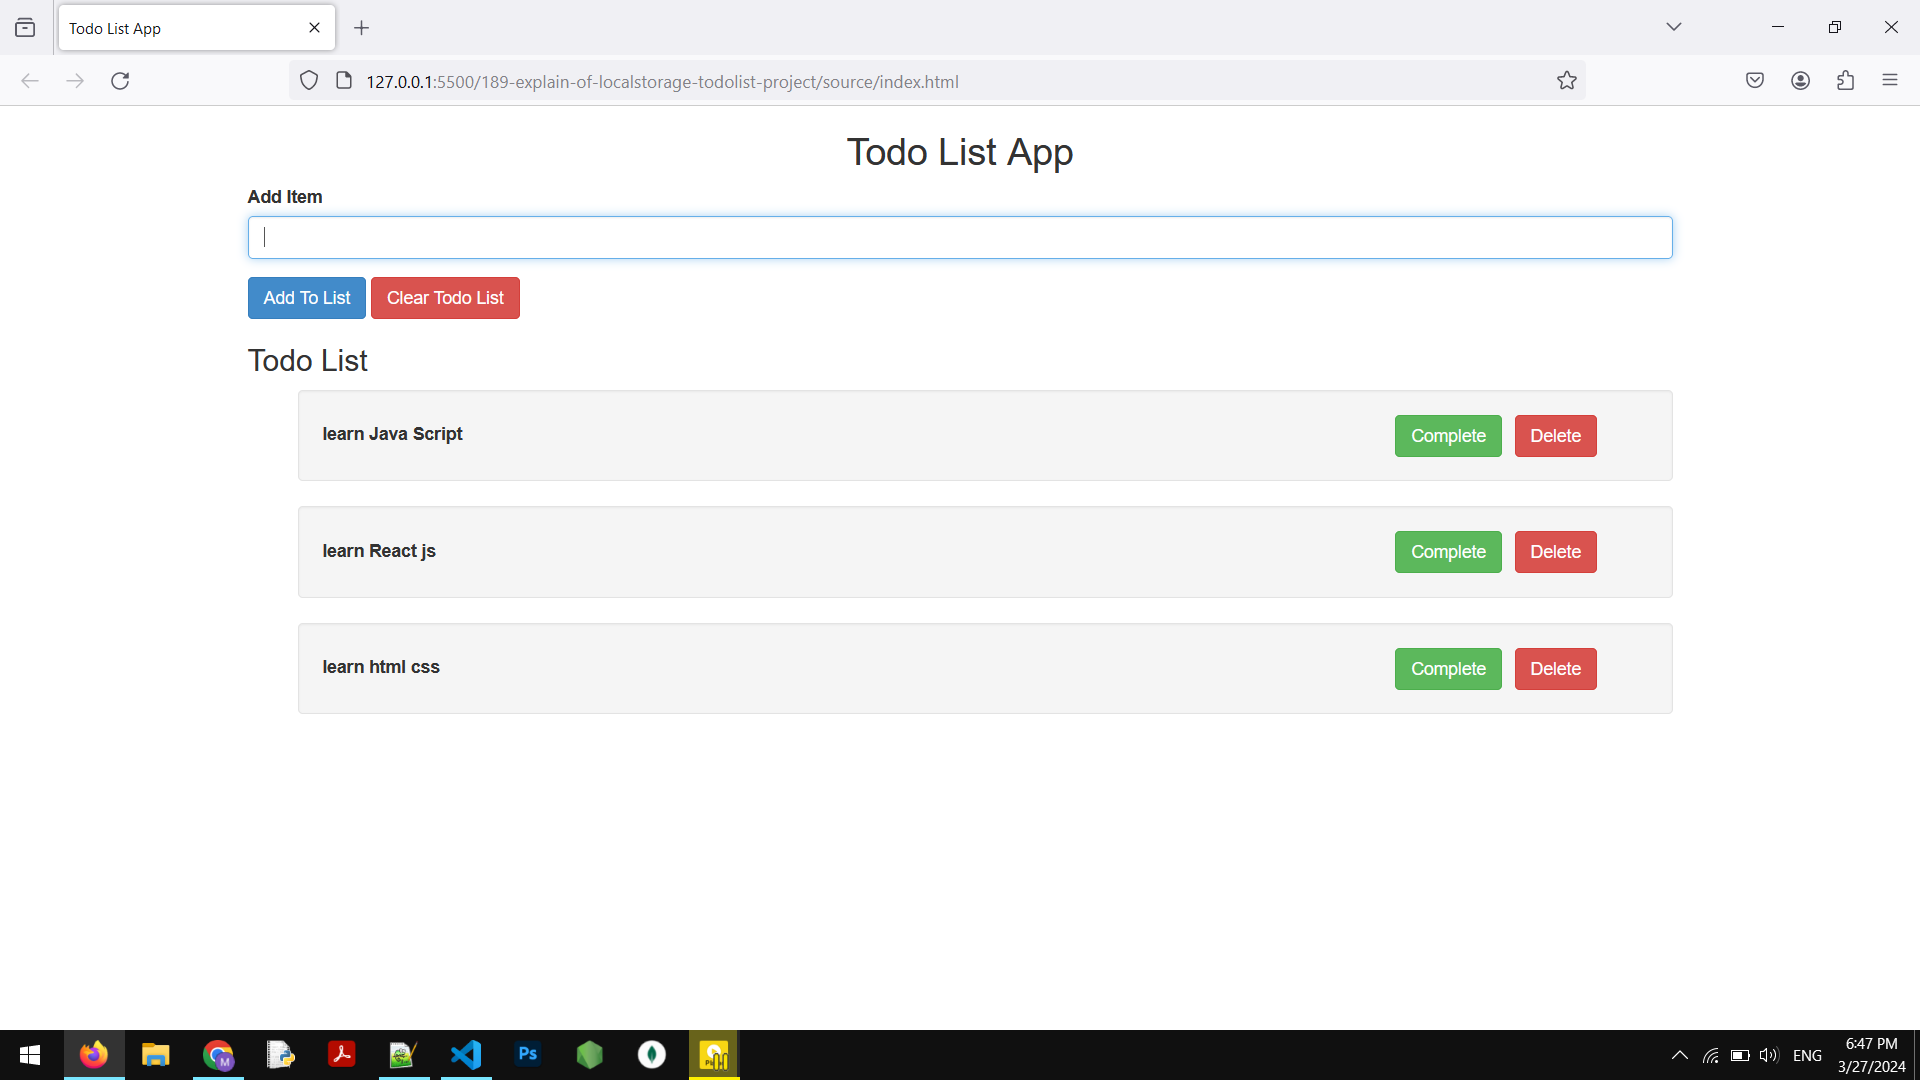 Todo List App
127.0.0.1:5500/189-explain-of-localstorage-todolist-project/source/index.html
Todo List App
Add Item
Add To List Clear Todo List
Todo List
learn Java Script Complete Delete
learn React js Complete Delete
learn html css Complete Delete
M
Ps
ENG
6:47 PM
3/27/2024